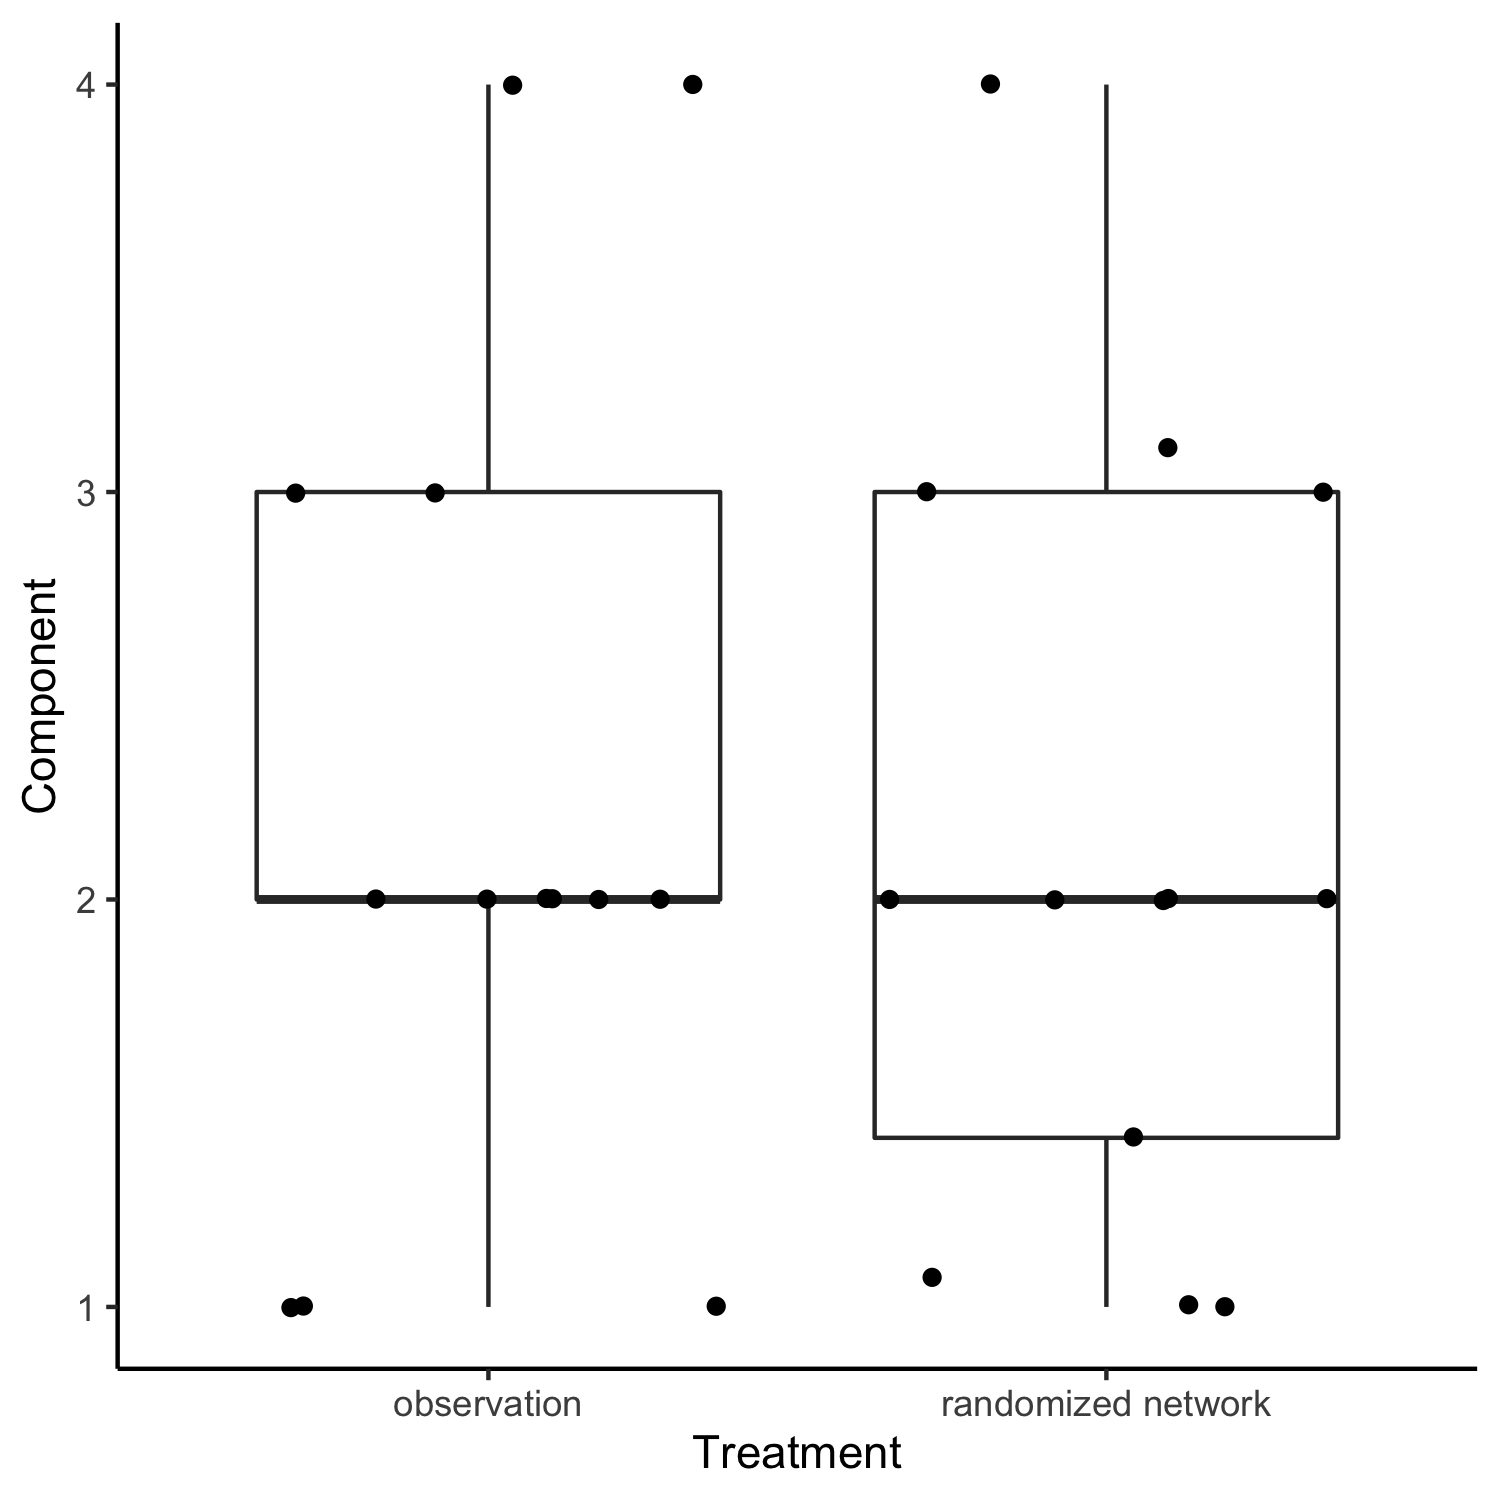 4
3
2
1
Component
observation
randomized network
Treatment